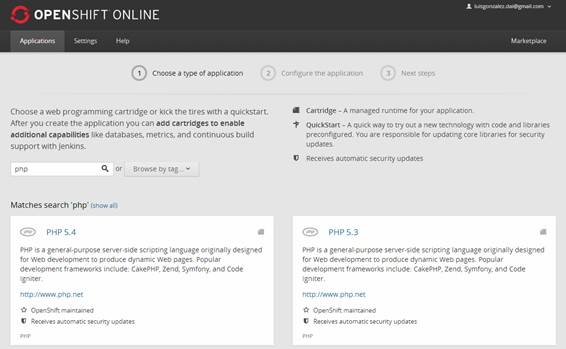 OPENSHIFT ONLINE
luisgonzalez.dai@gmail.com
Applications Settings Help Marketplace
1 Choose a type of application 2 Configure the application 3 Next steps
Choose a web programming cartridge or kick the tires with a quickstart.
After you create the application you can add cartridges to enable
additional capabilities like databases, metrics, and continuous build
support with Jenkins.
Cartridge – A managed runtime for your application.
QuickStart – A quick way to try out a new technology with code and libraries
preconfigured. You are responsible for updating core libraries for security
updates.
Receives automatic security updates
php or Browse by tag...
Matches search 'php' (show all)
php PHP 5.4
PHP is a general-purpose server-side scripting language originally designed
for Web development to produce dynamic Web pages. Popular
development frameworks include: CakePHP, Zend, Symfony, and Code
Igniter.
http://www.php.net
OpenShift maintained
Receives automatic security updates
PHP
php PHP 5.3
PHP is a general-purpose server-side scripting language originally designed
for Web development to produce dynamic Web pages. Popular
development frameworks include: CakePHP, Zend, Symfony, and Code
Igniter.
http://www.php.net
OpenShift maintained
Receives automatic security updates
PHP